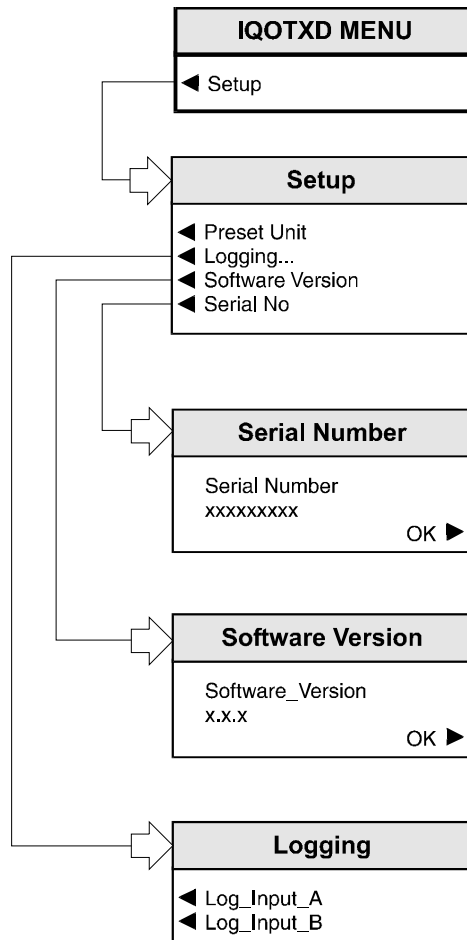 IQOTXD MENU
Setup
Setup
Preset Unit
Logging...
Software Version
Serial No
Serial Number
Serial Number
xxxxxxxxx
OK
Software Version
Software_Version
x.x.x
OK
Logging
Log_Input_A
Log_Input_B